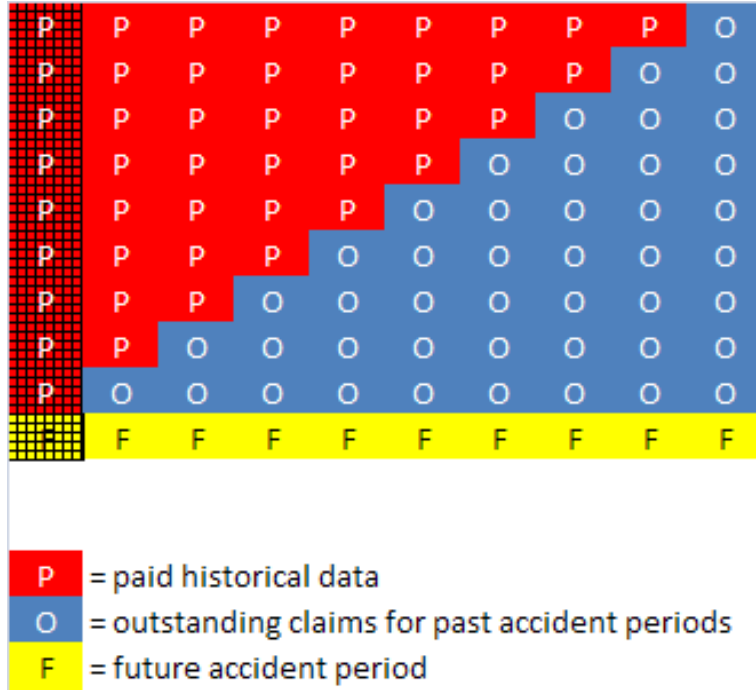 P P P P P P P P P O
P P P P P P P P O O
P P P P P P P O O O
P P P P P P O O O O
P P P P P O O O O O
P P P P O O O O O O
P P P O O O O O O O
P P O O O O O O O O
P O O O O O O O O O
F F F F F F F F F F
P = paid historical data
O = outstanding claims for past accident periods
F = future accident period